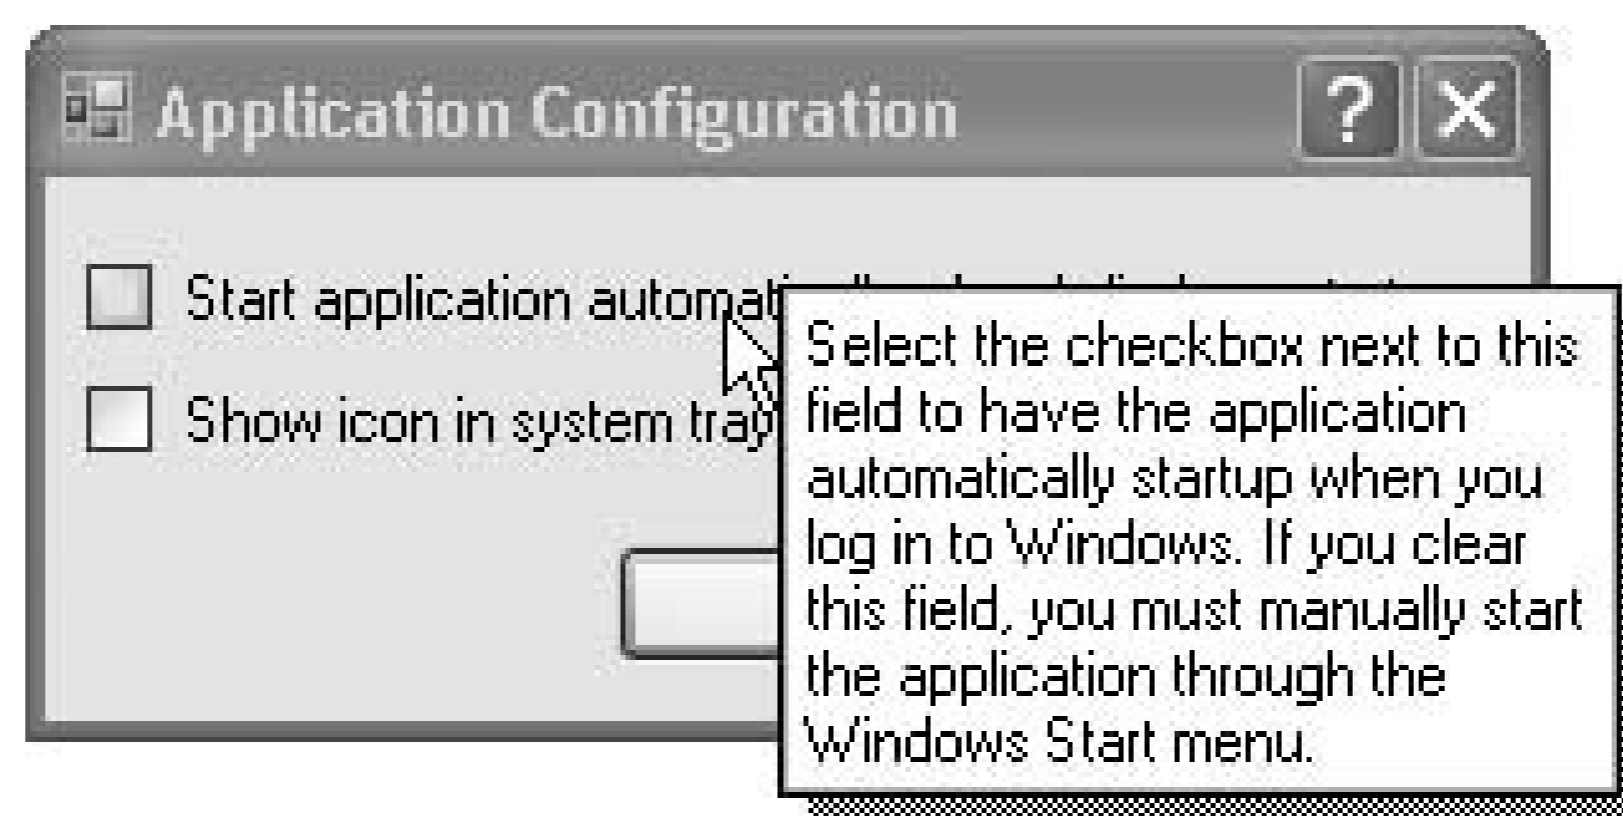 Application Configuration
?
Start application
Show icon in system tray
Select the checkbox next to this
field to have the application
automatically startup when you
log in to Windows. If you clear
this field, you must manually start
the application through the
Windows Start menu.